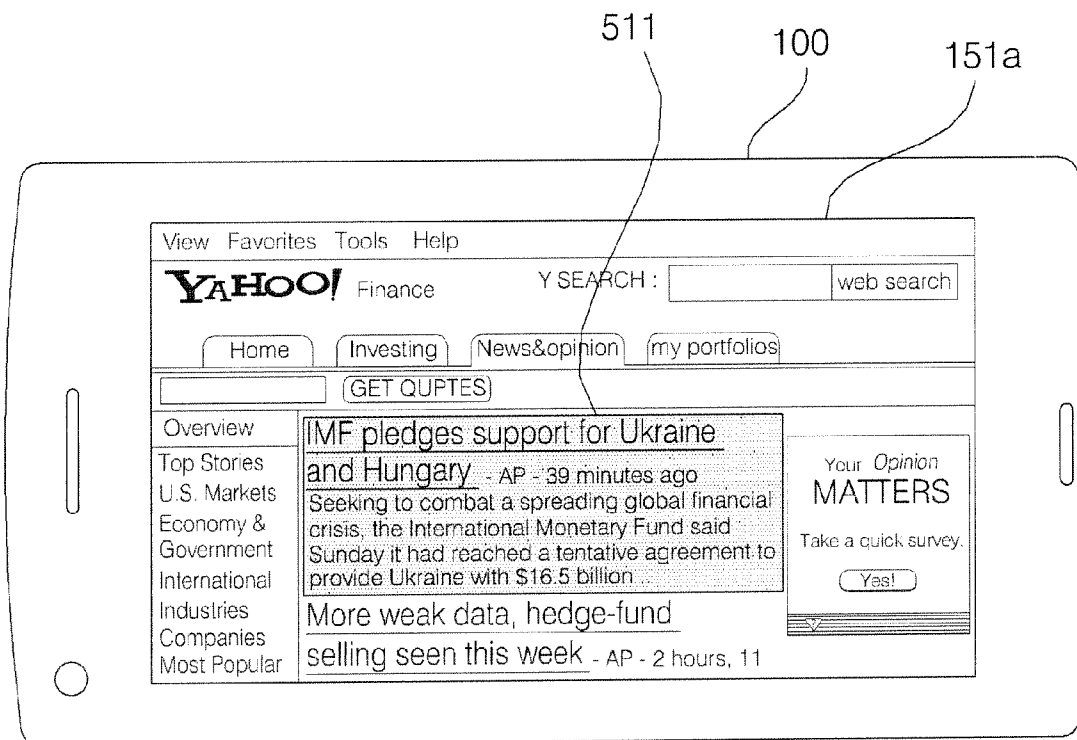 511
100
151a
View Favorites Tools Help
YAHOO! Finance Y SEARCH : web search
Home Investing News&opinion my portfolios
GET QUPTES
Overview
Top Stories
U.S. Markets
Economy &
Government
International
Industries
Companies
Most Popular
IMF pledges support for Ukraine
and Hungary - AP - 39 minutes ago
Seeking to combat a spreading global financial
crisis, the International Monetary Fund said
Sunday it had reached a tentative agreement to
provide Ukraine with $16.5 billion ...
More weak data, hedge-fund
selling seen this week - AP - 2 hours, 11
Your Opinion
MATTERS
Take a quick survey.
Yes!